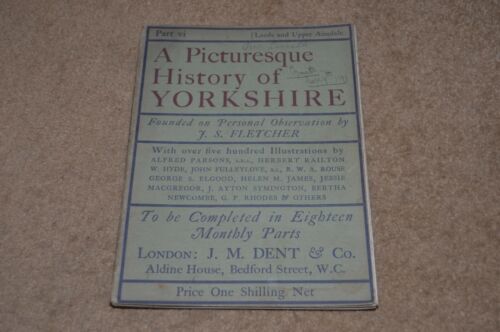 Part vi [Leeds and Upper Airedale
A Picturesque
History of
YORKSHIRE
Founded on Personal Observation by
J. S. FLETCHER
With over five hundred Illustrations by
ALFRED PARSONS, A.R.A., HERBERT RAILTON,
W. HYDE, JOHN FULLEYLOVE, R.I., R. W. A. ROUSE
GEORGE S. ELGOOD, HELEN M. JAMES, JESSIE
MACGREGOR, J. AYTON SYMINGTON, BERTHA
NEWCOMBE, G. P. RHODES & OTHERS
To be Completed in Eighteen
Monthly Parts
LONDON: J. M. DENT & Co.
Aldine House, Bedford Street, W.C.
Price One Shilling Net